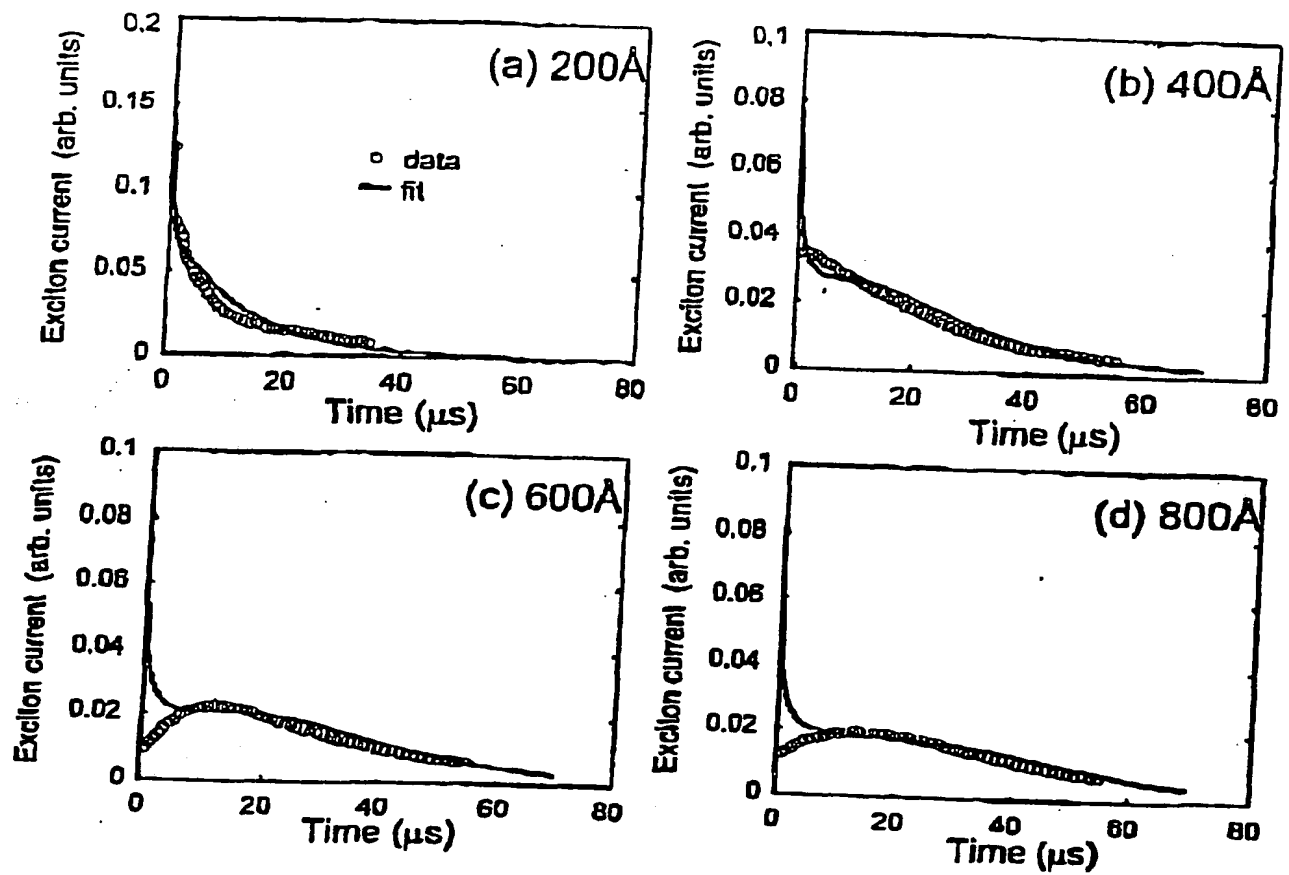 (a) 200Å
Exciton current (arb. units)
0.2
0.15
0.1
0.05
0
data
fit
0 20 40 60 80
Time (μs)
(b) 400Å
Exciton current (arb. units)
0.1
0.08
0.06
0.04
0.02
0
0 20 40 60 80
Time (μs)
(c) 600Å
Exciton current (arb. units)
0.1
0.08
0.06
0.04
0.02
0
0 20 40 60 80
Time (μs)
(d) 800Å
Exciton current (arb. units)
0.1
0.08
0.06
0.04
0.02
0
0 20 40 60 80
Time (μs)